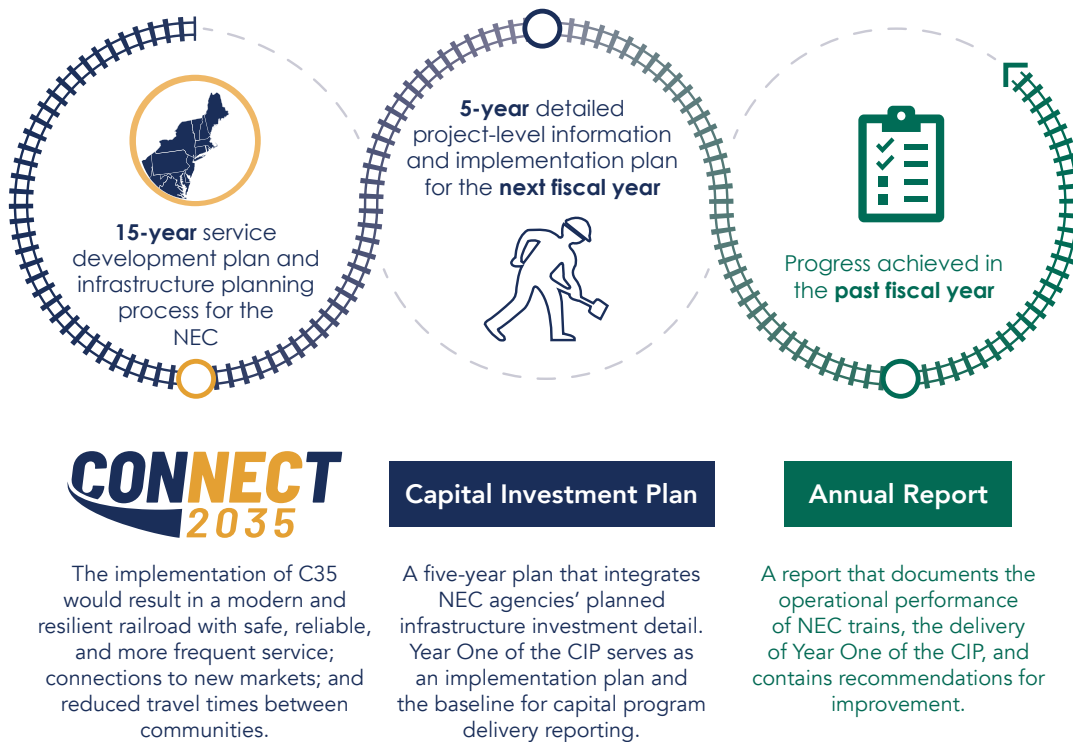 15-year service
development plan and
infrastructure planning
process for the
NEC
5-year detailed
project-level information
and implementation plan
for the next fiscal year
Progress achieved in
the past fiscal year
CONNECT
2035
The implementation of C35
would result in a modern and
resilient railroad with safe, reliable,
and more frequent service;
connections to new markets; and
reduced travel times between
communities.
Capital Investment Plan
A five-year plan that integrates
NEC agencies’ planned
infrastructure investment detail.
Year One of the CIP serves as
an implementation plan and
the baseline for capital program
delivery reporting.
Annual Report
A report that documents the
operational performance
of NEC trains, the delivery
of Year One of the CIP, and
contains recommendations for
improvement.